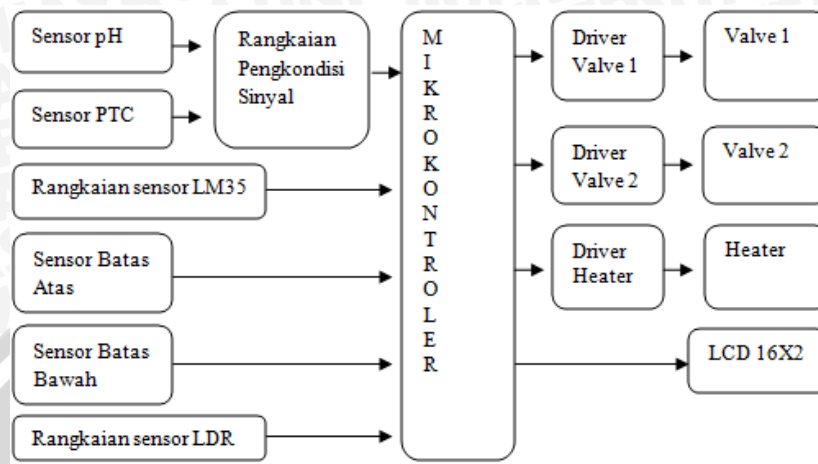 Sensor pH
Sensor PTC
Rangkaian
Pengkondisi
Sinyal
Rangkaian sensor LM35
Sensor Batas
Atas
Sensor Batas
Bawah
Rangkaian sensor LDR
M
I
K
R
O
K
O
N
T
R
O
L
E
R
Driver
Valve 1
Valve 1
Driver
Valve 2
Valve 2
Driver
Heater
Heater
LCD 16X2